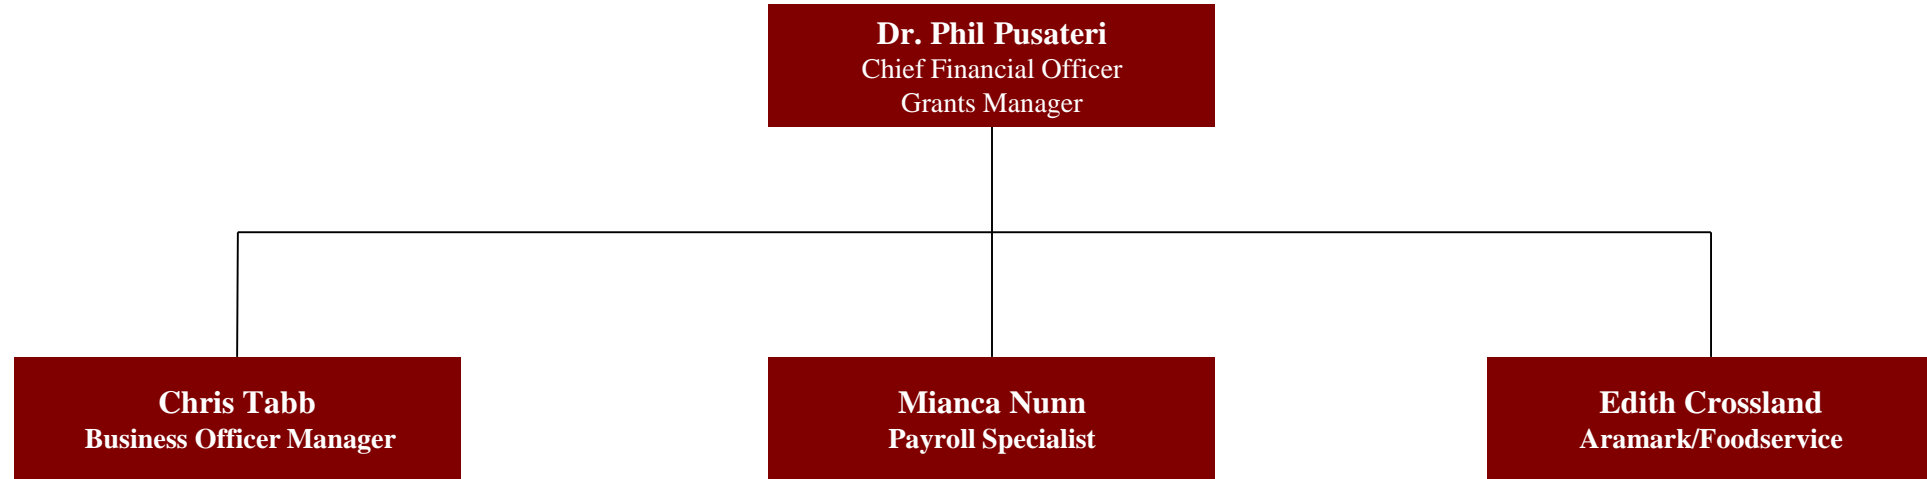 Dr. Phil Pusateri
Chief Financial Officer
Grants Manager
Chris Tabb
Business Officer Manager
Mianca Nunn
Payroll Specialist
Edith Crossland
Aramark/Foodservice